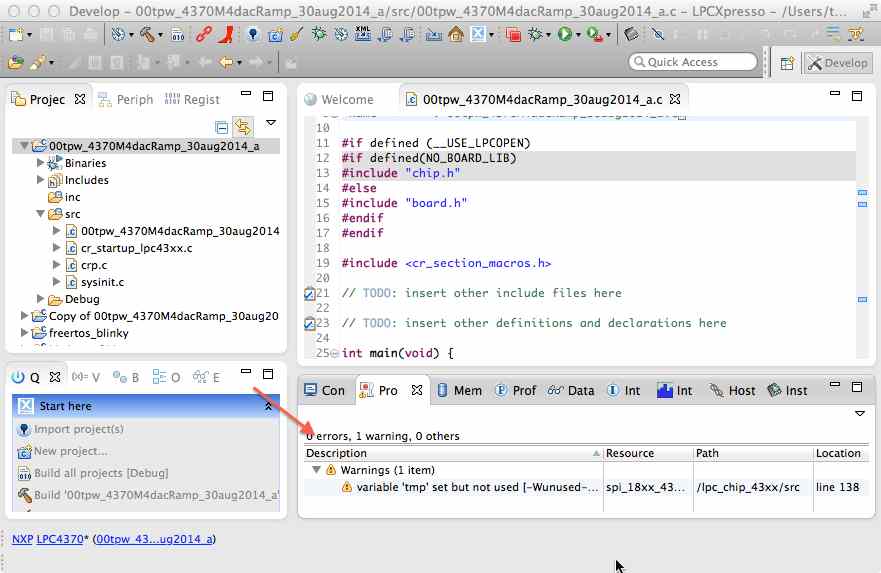 Develop – 00tpw_4370M4dacRamp_30aug2014_a/src/00tpw_4370M4dacRamp_30aug2014_a.c – LPCXpresso – /Users/t...
Quick Access
Develop
Projec
Periph
Regist
00tpw_4370M4dacRamp_30aug2014_a
Binaries
Includes
inc
src
00tpw_4370M4dacRamp_30aug2014
cr_startup_lpc43xx.c
crp.c
sysinit.c
Debug
Copy of 00tpw_4370M4dacRamp_30aug20
freertos_blinky
Welcome
00tpw_4370M4dacRamp_30aug2014_a.c
10
11 #if defined (__USE_LPCOPEN)
12 #if defined(NO_BOARD_LIB)
13 #include "chip.h"
14 #else
15 #include "board.h"
16 #endif
17 #endif
18
19 #include <cr_section_macros.h>
20
21 // TODO: insert other include files here
22
23 // TODO: insert other definitions and declarations here
24
25 int main(void) {
Q
(x)= V
B
O
E
Start here
Import project(s)
New project...
Build all projects [Debug]
Build '00tpw_4370M4dacRamp_30aug2014_a'
Con
Pro
Mem
Prof
Data
Int
Int
Host
Inst
0 errors, 1 warning, 0 others
Description Resource Path Location
Warnings (1 item)
variable 'tmp' set but not used [-Wunused-... spi_18xx_43... /lpc_chip_43xx/src line 138
NXP LPC4370* (00tpw_43...ug2014_a)